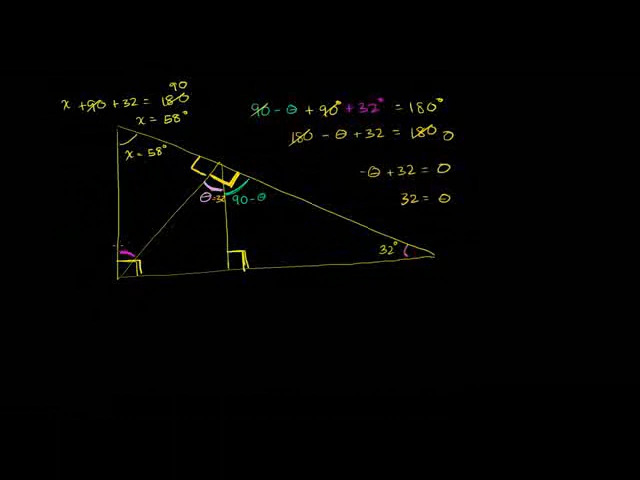 90
x + 90 + 32 = 180
x = 58°
90 - θ + 90° + 32° = 180°
180 - θ + 32 = 180 0
-θ + 32 = 0
32 = θ
x = 58°
θ=32
90-θ
32°